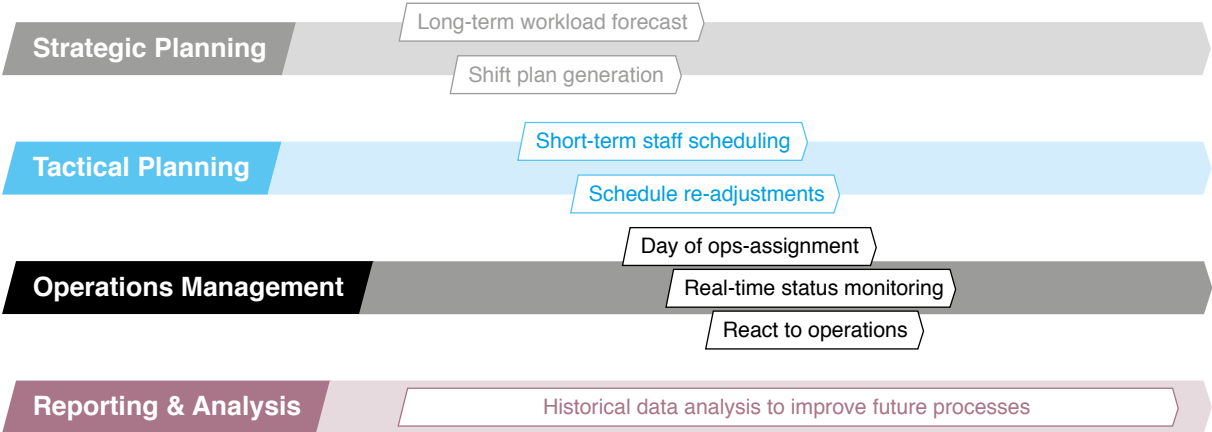 Long-term workload forecast
Strategic Planning
Shift plan generation
Short-term staff scheduling
Tactical Planning
Schedule re-adjustments
Day of ops-assignment
Operations Management
Real-time status monitoring
React to operations
Reporting & Analysis
Historical data analysis to improve future processes